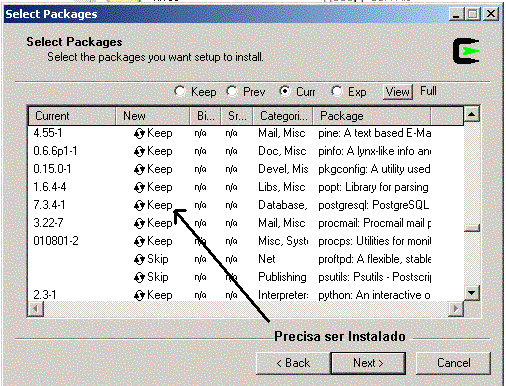 Select Packages
Select Packages
Select the packages you want setup to install.
Keep Prev Curr Exp View Full
Current New Bi... Sr... Categori... Package
4.55-1 Keep n/a n/a Mail, Misc pine: A text based E-Ma
0.6.6p1-1 Keep n/a n/a Doc, Misc pinfo: A lynx-like info an
0.15.0-1 Keep n/a n/a Devel, Mis pkgconfig: A utility used
1.6.4-4 Keep n/a n/a Libs, Misc popt: Library for parsing
7.3.4-1 Keep n/a n/a Database, postgresql: PostgreSQL
3.22-7 Keep n/a n/a Mail, Misc procmail: Procmail mail p
010801-2 Keep n/a n/a Misc, Syst procps: Utilities for monit
Skip n/a n/a Net proftpd: A flexible, stable
Skip n/a n/a Publishing psutils: Psutils - Postscrip
2.3-1 Keep n/a n/a Interpreter: python: An interactive o
Precisa ser Instalado
< Back Next > Cancel